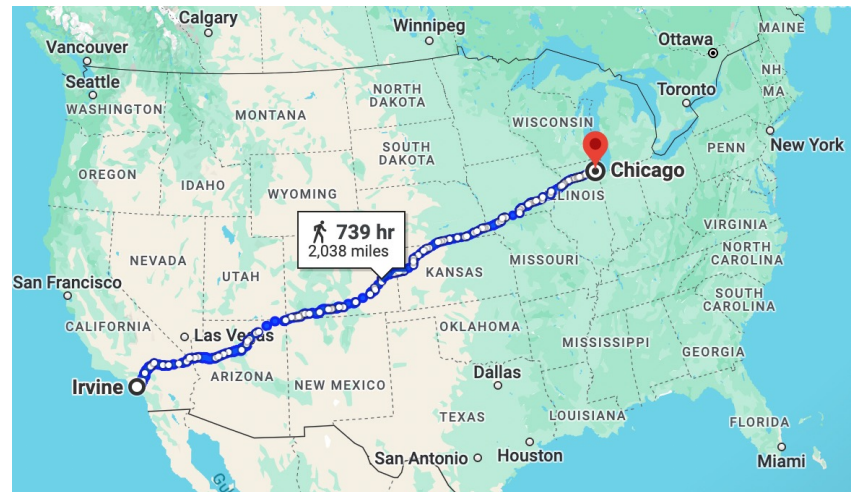 Calgary
Winnipeg
Vancouver
Ottawa
MAINE
Seattle
WASHINGTON
MONTANA
NORTH
DAKOTA
Toronto
NH
MA
WISCONSIN
SOUTH
DAKOTA
OREGON
IDAHO
WYOMING
PENN
New York
Chicago
ILLINOIS
739 hr
2,038 miles
NEVADA
UTAH
KANSAS
MISSOURI
VIRGINIA
NORTH
CAROLINA
San Francisco
CALIFORNIA
Las Vegas
OKLAHOMA
SOUTH
CAROLINA
MISSISSIPPI
GEORGIA
Irvine
ARIZONA
NEW MEXICO
Dallas
TEXAS
LOUISIANA
FLORIDA
San Antonio
Houston
Miami